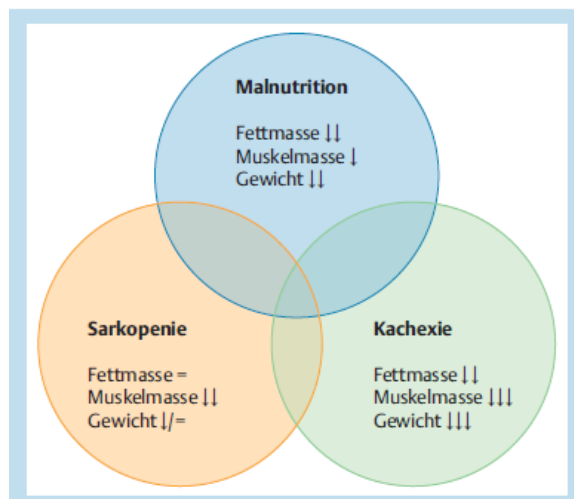 Malnutrition
Fettmasse ↓↓
Muskelmasse ↓
Gewicht ↓↓
Sarkopenie
Fettmasse =
Muskelmasse ↓↓
Gewicht ↓/=
Kachexie
Fettmasse ↓↓
Muskelmasse ↓↓↓
Gewicht ↓↓↓